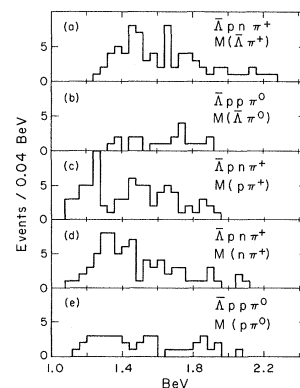 (a)
Λ̅ p n π⁺
M (Λ̅ π⁺)
5
0
(b)
Λ̅ p p π⁰
M (Λ̅ π⁰)
5
0
(c)
Λ̅ p n π⁺
M (p π⁺)
5
0
(d)
Λ̅ p n π⁺
M (n π⁺)
5
0
(e)
Λ̅ p p π⁰
M (p π⁰)
5
0
Events / 0.04 BeV
1.0 1.4 1.8 2.2
BeV